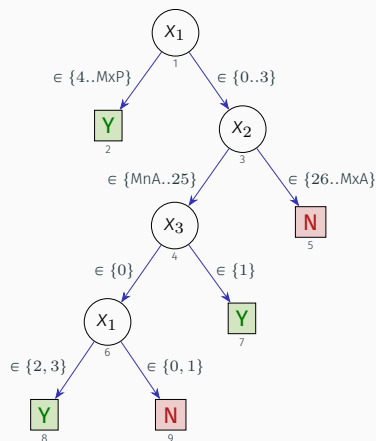 X₁
1
∈ {4..MxP} ∈ {0..3}
Y X₂
2 3
∈ {MnA..25} ∈ {26..MxA}
X₃ N
4 5
∈ {0} ∈ {1}
X₁ Y
6 7
∈ {2, 3} ∈ {0, 1}
Y N
8 9